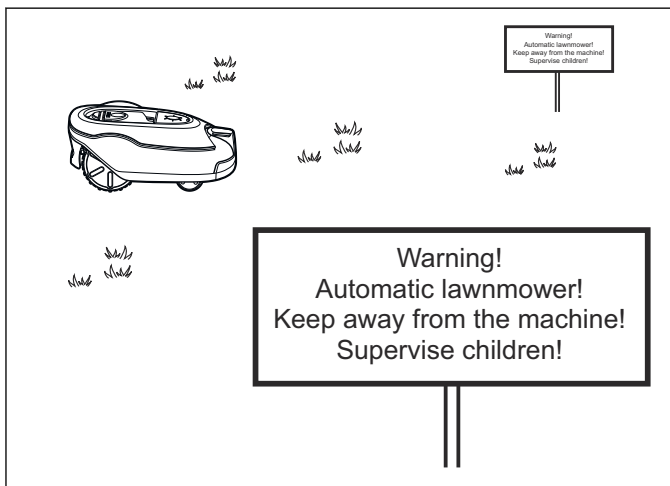 Warning!
Automatic lawnmower!
Keep away from the machine!
Supervise children!
Warning!
Automatic lawnmower!
Keep away from the machine!
Supervise children!